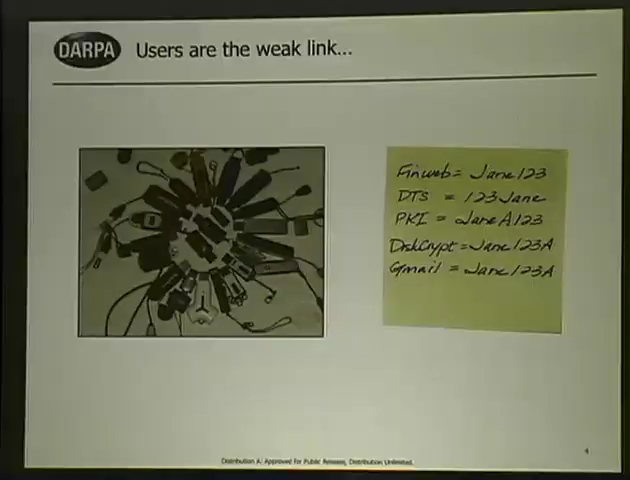 DARPA Users are the weak link...
Finweb = Jane123
DTS = 123Jane
PKI = JaneA123
DiskCrypt = Jane123A
Gmail = Jane123A
4
Distribution A: Approved for Public Release, Distribution Unlimited.